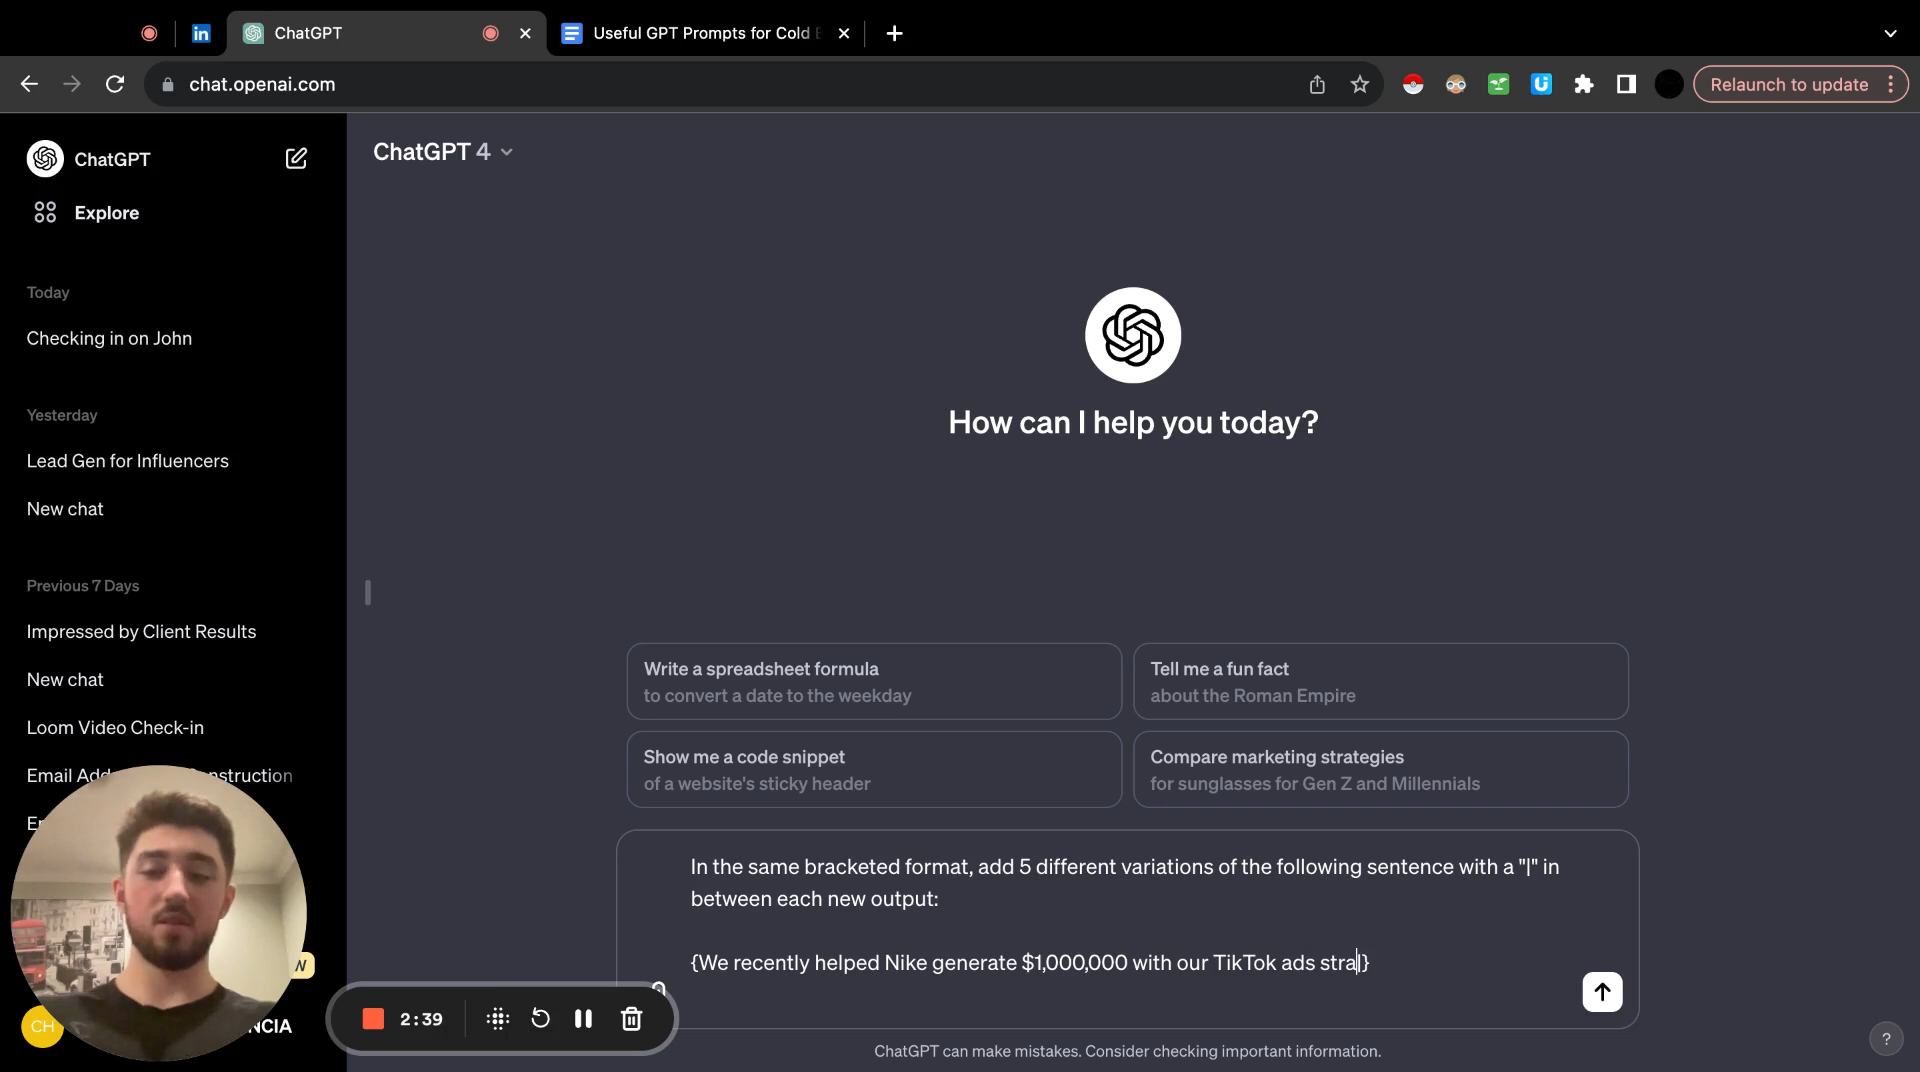 in
ChatGPT
Useful GPT Prompts for Cold E
chat.openai.com
Relaunch to update
ChatGPT
Explore
Today
Checking in on John
Yesterday
Lead Gen for Influencers
New chat
Previous 7 Days
Impressed by Client Results
New chat
Loom Video Check-in
ChatGPT 4
How can I help you today?
Write a spreadsheet formula
to convert a date to the weekday
Tell me a fun fact
about the Roman Empire
Show me a code snippet
of a website's sticky header
Compare marketing strategies
for sunglasses for Gen Z and Millennials
In the same bracketed format, add 5 different variations of the following sentence with a "|" in
between each new output:
{We recently helped Nike generate $1,000,000 with our TikTok ads stra|}
CH
NCIA
2:39
ChatGPT can make mistakes. Consider checking important information.
?